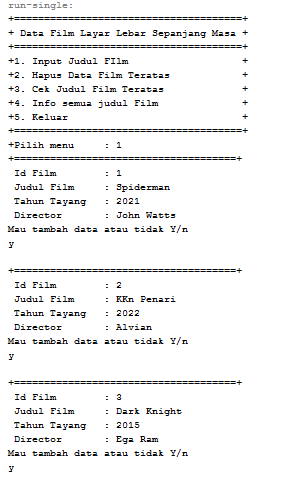 run-single:
+======================================+
+ Data Film Layar Lebar Sepanjang Masa +
+======================================+
+1. Input Judul FIlm                   +
+2. Hapus Data Film Teratas            +
+3. Cek Judul Film Teratas             +
+4. Info semua judul Film              +
+5. Keluar                             +
+======================================+
+Pilih menu     : 1
+=====================================+
 Id Film        : 1
 Judul Film     : Spiderman
 Tahun Tayang   : 2021
 Director       : John Watts
Mau tambah data atau tidak Y/n
y
+=====================================+
 Id Film        : 2
 Judul Film     : KKn Penari
 Tahun Tayang   : 2022
 Director       : Alvian
Mau tambah data atau tidak Y/n
y
+=====================================+
 Id Film        : 3
 Judul Film     : Dark Knight
 Tahun Tayang   : 2015
 Director       : Ega Ram
Mau tambah data atau tidak Y/n
y